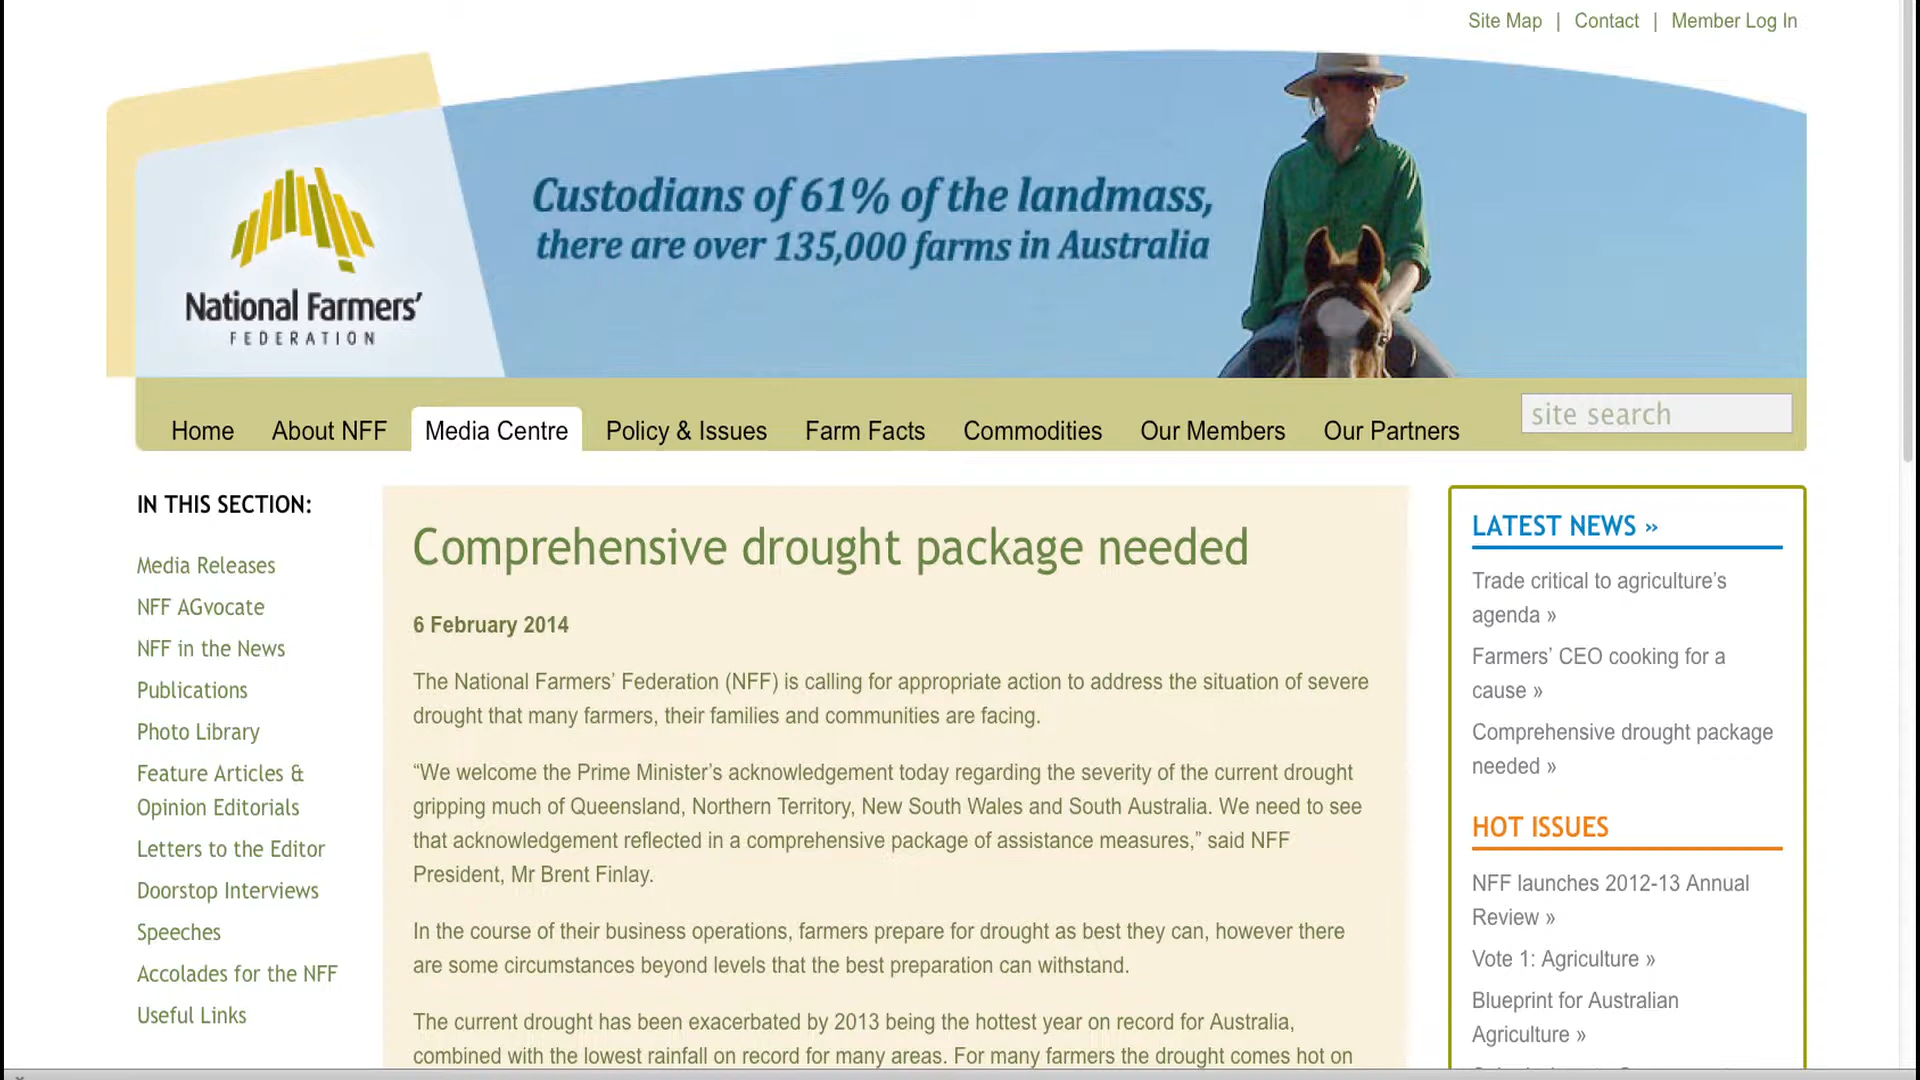 Site Map | Contact | Member Log In
Custodians of 61% of the landmass,
there are over 135,000 farms in Australia
National Farmers'
FEDERATION
Home About NFF Media Centre Policy & Issues Farm Facts Commodities Our Members Our Partners site search
IN THIS SECTION:
Media Releases
NFF AGvocate
NFF in the News
Publications
Photo Library
Feature Articles &
Opinion Editorials
Letters to the Editor
Doorstop Interviews
Speeches
Accolades for the NFF
Useful Links
Comprehensive drought package needed
6 February 2014
The National Farmers’ Federation (NFF) is calling for appropriate action to address the situation of severe
drought that many farmers, their families and communities are facing.
“We welcome the Prime Minister’s acknowledgement today regarding the severity of the current drought
gripping much of Queensland, Northern Territory, New South Wales and South Australia. We need to see
that acknowledgement reflected in a comprehensive package of assistance measures,” said NFF
President, Mr Brent Finlay.
In the course of their business operations, farmers prepare for drought as best they can, however there
are some circumstances beyond levels that the best preparation can withstand.
The current drought has been exacerbated by 2013 being the hottest year on record for Australia,
combined with the lowest rainfall on record for many areas. For many farmers the drought comes hot on
LATEST NEWS »
Trade critical to agriculture’s
agenda »
Farmers’ CEO cooking for a
cause »
Comprehensive drought package
needed »
HOT ISSUES
NFF launches 2012-13 Annual
Review »
Vote 1: Agriculture »
Blueprint for Australian
Agriculture »